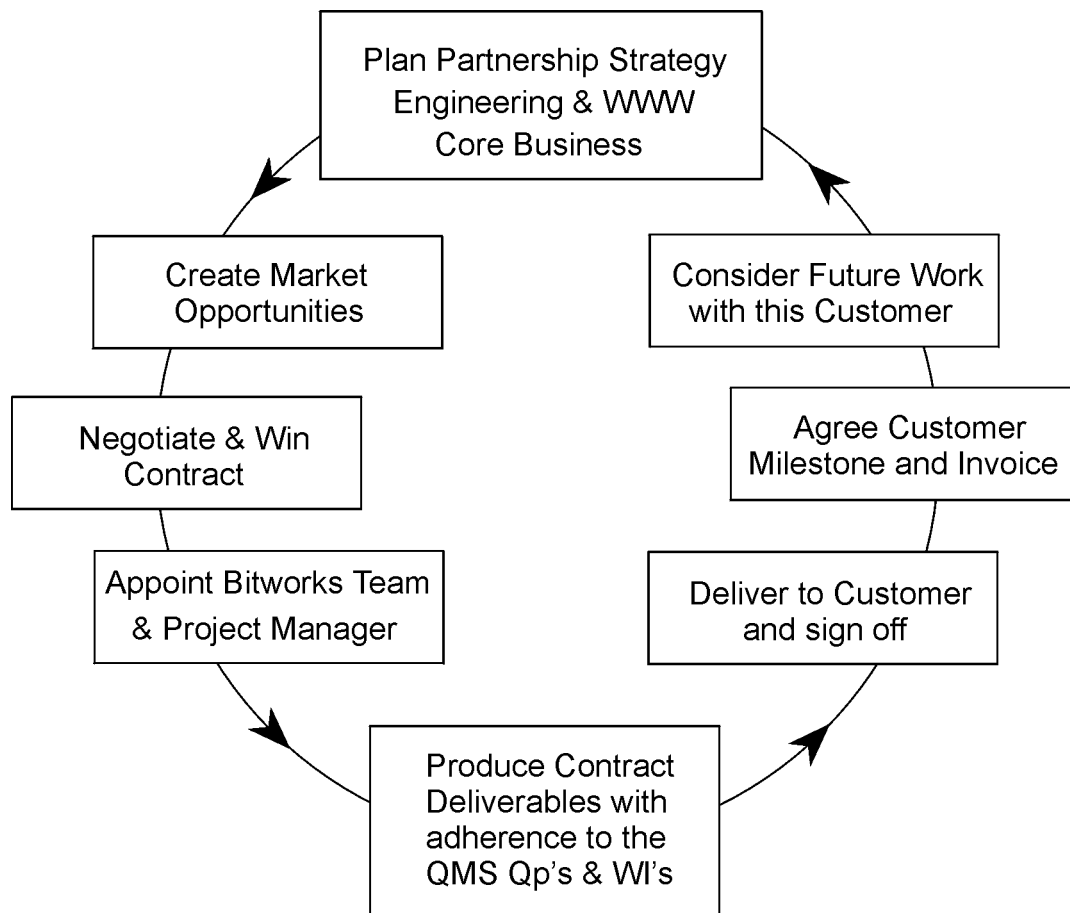 Plan Partnership Strategy
Engineering & WWW
Core Business
Create Market
Opportunities
Consider Future Work
with this Customer
Negotiate & Win
Contract
Agree Customer
Milestone and Invoice
Appoint Bitworks Team
& Project Manager
Deliver to Customer
and sign off
Produce Contract
Deliverables with
adherence to the
QMS Qp's & WI's